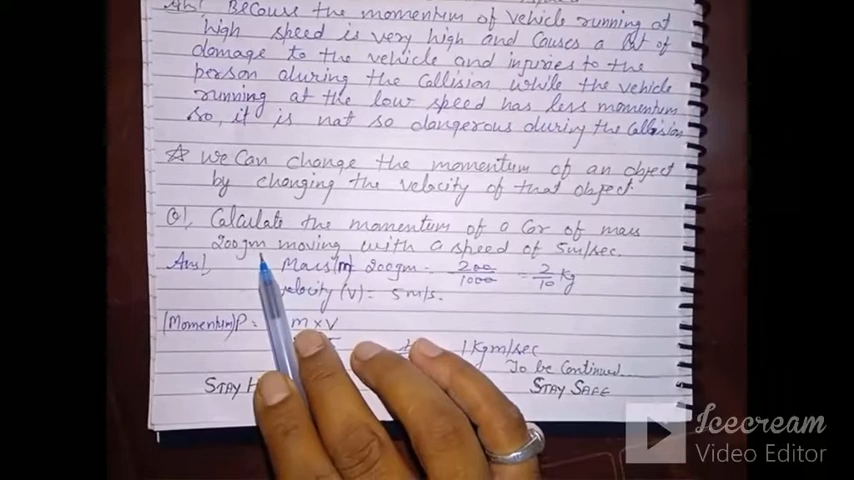 Because the momentum of vehicle running at
high speed is very high and causes a lot of
damage to the vehicle and injuries to the
person during the collision while the vehicle
running at the low speed has less momentum
so, it is not so dangerous during the collision
☆ We can change the momentum of an object
by changing the velocity of that object.
Q1, Calculate the momentum of a Car of mass
200gm moving with a speed of 5m/sec.
Ans), Mass(m) 200gm - 200/1000 = 2/10 Kg
velocity (V) = 5m/s.
(Momentum) P = m×V
1Kgm/sec
To be Continued
STAY STAY SAFE
Icecream
Video Editor